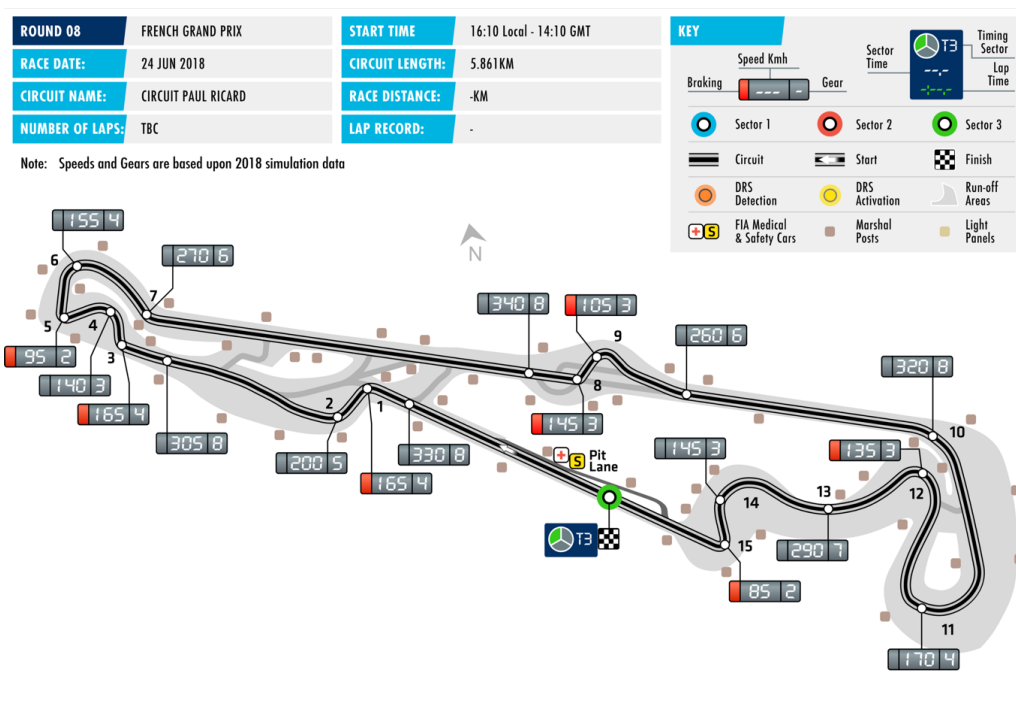 ROUND 08
FRENCH GRAND PRIX
RACE DATE:
24 JUN 2018
CIRCUIT NAME:
CIRCUIT PAUL RICARD
NUMBER OF LAPS:
TBC
START TIME
16:10 Local - 14:10 GMT
CIRCUIT LENGTH:
5.861KM
RACE DISTANCE:
-KM
LAP RECORD:
-
Note: Speeds and Gears are based upon 2018 simulation data
KEY
Speed Kmh
Braking
--- -
Gear
Sector
Time
T3
--.-
-:--.-
Timing
Sector
Lap
Time
Sector 1
Sector 2
Sector 3
Circuit
Start
Finish
DRS
Detection
DRS
Activation
Run-off
Areas
S
FIA Medical
& Safety Cars
Marshal
Posts
Light
Panels
N
155 4
6
270 6
7
5
4
3
95 2
140 3
165 4
305 8
2
200 5
1
330 8
165 4
340 8
105 3
9
8
145 3
260 6
320 8
10
S
Pit
Lane
T3
145 3
135 3
14
13
12
15
290 7
85 2
11
170 4